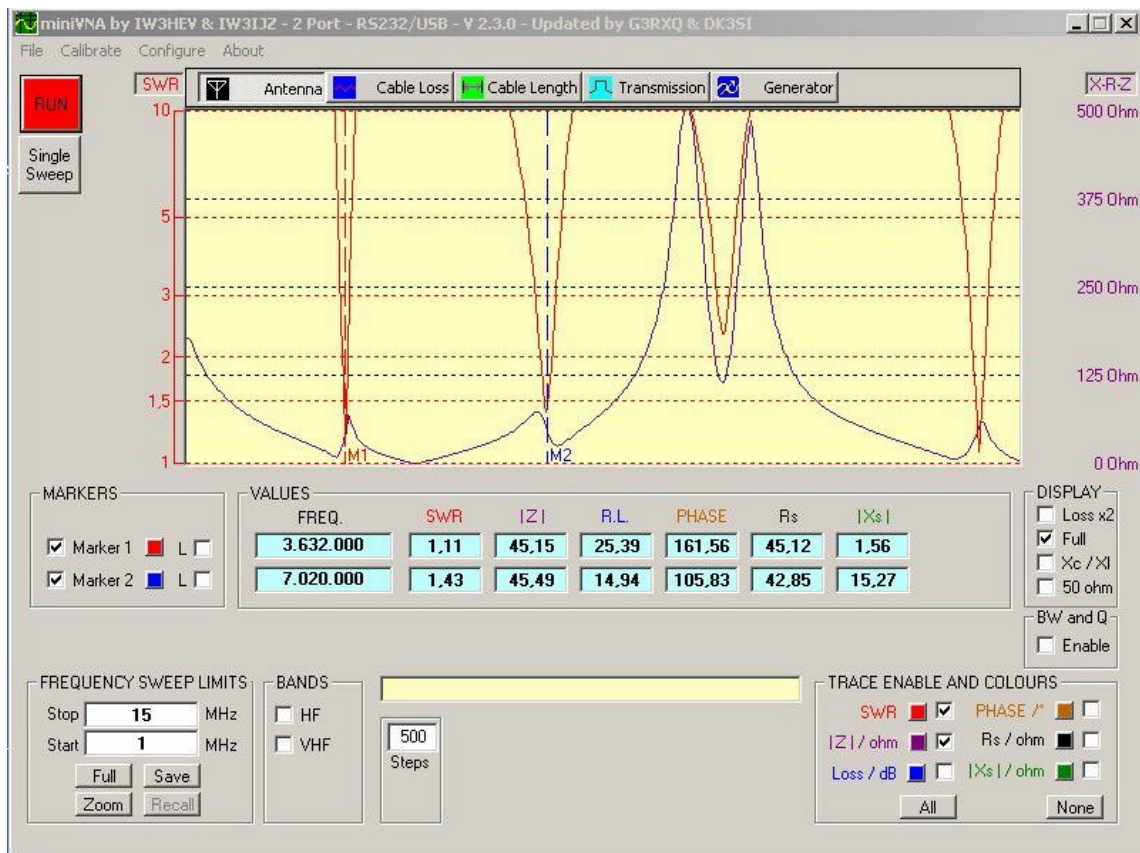 miniVNA by IW3HEV & IW3IJZ - 2 Port - RS232/USB - V 2.3.0 - Updated by G3RXQ & DK3SI
File Calibrate Configure About
RUN
Single
Sweep
SWR
Antenna Cable Loss Cable Length Transmission Generator
X-R-Z
10
5
3
2
1,5
1
M1
M2
500 Ohm
375 Ohm
250 Ohm
125 Ohm
0 Ohm
MARKERS
Marker 1 L
Marker 2 L
VALUES
FREQ. SWR |Z| R.L. PHASE Rs |Xs|
3.632.000 1,11 45,15 25,39 161,56 45,12 1,56
7.020.000 1,43 45,49 14,94 105,83 42,85 15,27
DISPLAY
Loss x2
Full
Xc / Xl
50 ohm
BW and Q
Enable
FREQUENCY SWEEP LIMITS
Stop 15 MHz
Start 1 MHz
Full Save
Zoom Recall
BANDS
HF
VHF
500
Steps
TRACE ENABLE AND COLOURS
SWR PHASE /°
|Z| / ohm Rs / ohm
Loss / dB |Xs| / ohm
All None